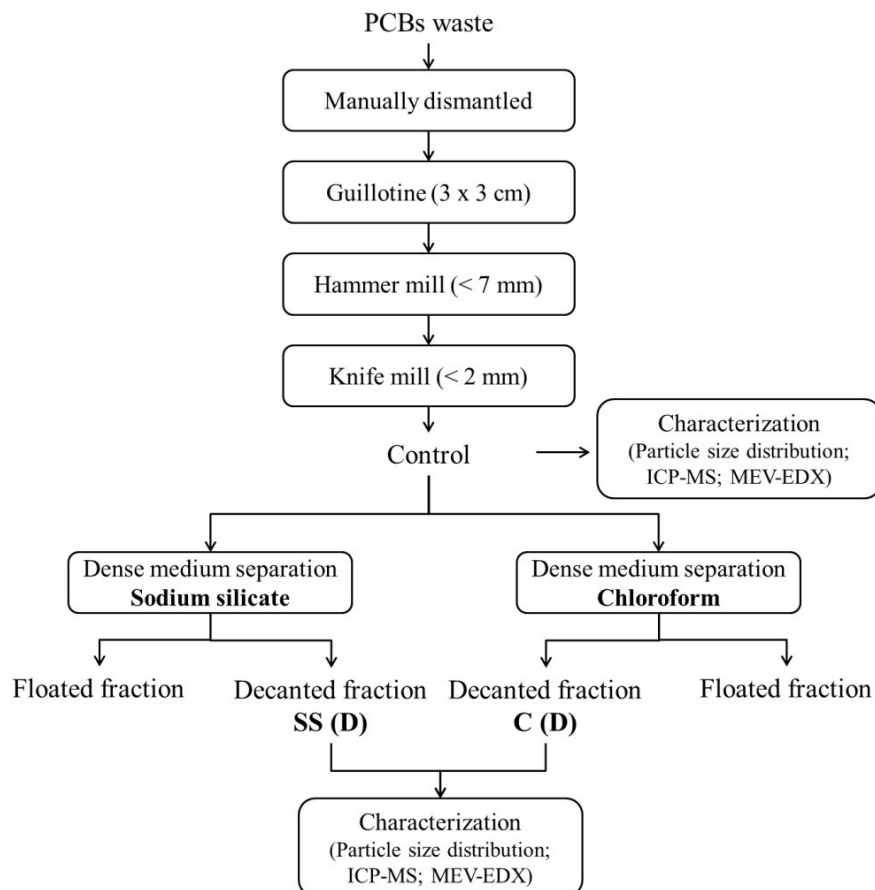 PCBs waste
Manually dismantled
Guillotine (3 x 3 cm)
Hammer mill (< 7 mm)
Knife mill (< 2 mm)
Control
Characterization
(Particle size distribution;
ICP-MS; MEV-EDX)
Dense medium separation
Sodium silicate
Dense medium separation
Chloroform
Floated fraction
Decanted fraction
SS (D)
Decanted fraction
C (D)
Floated fraction
Characterization
(Particle size distribution;
ICP-MS; MEV-EDX)